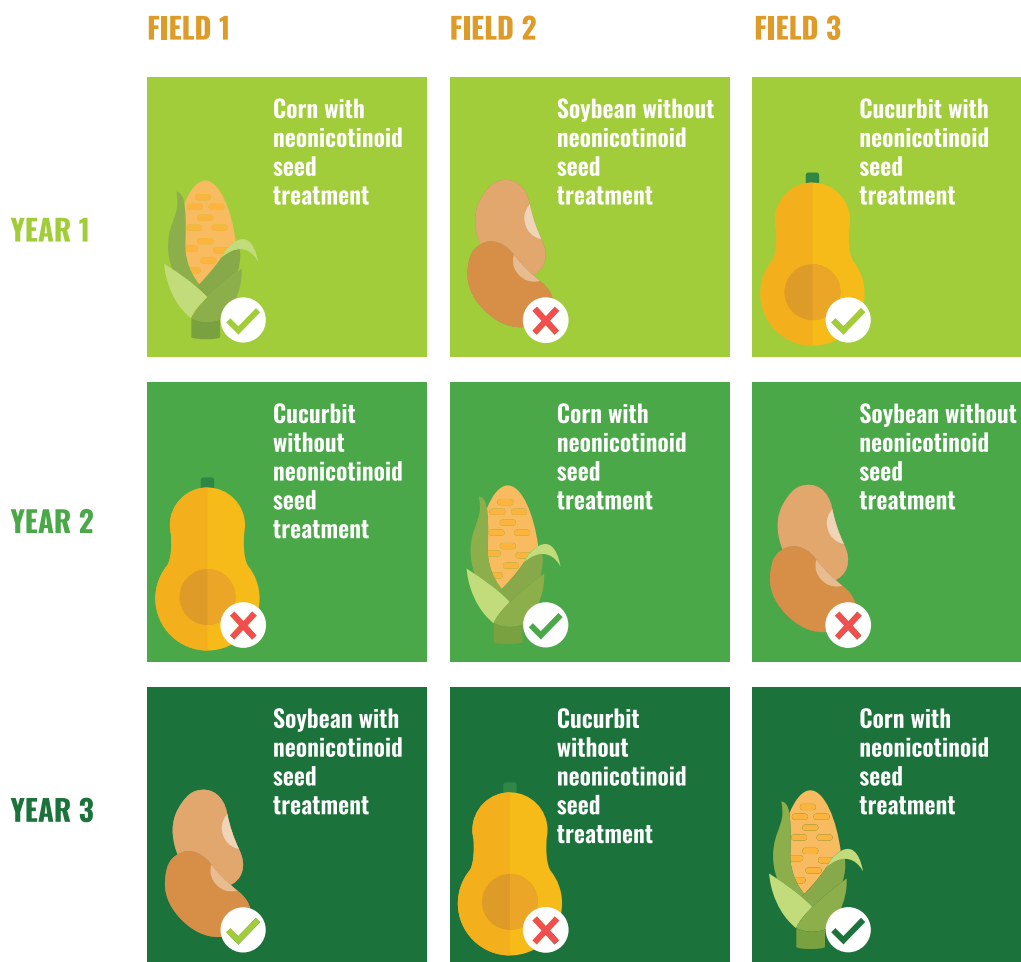 FIELD 1
FIELD 2
FIELD 3
YEAR 1
Corn with
neonicotinoid
seed
treatment
Soybean without
neonicotinoid
seed
treatment
Cucurbit with
neonicotinoid
seed
treatment
YEAR 2
Cucurbit
without
neonicotinoid
seed
treatment
Corn with
neonicotinoid
seed
treatment
Soybean without
neonicotinoid
seed
treatment
YEAR 3
Soybean with
neonicotinoid
seed
treatment
Cucurbit
without
neonicotinoid
seed
treatment
Corn with
neonicotinoid
seed
treatment